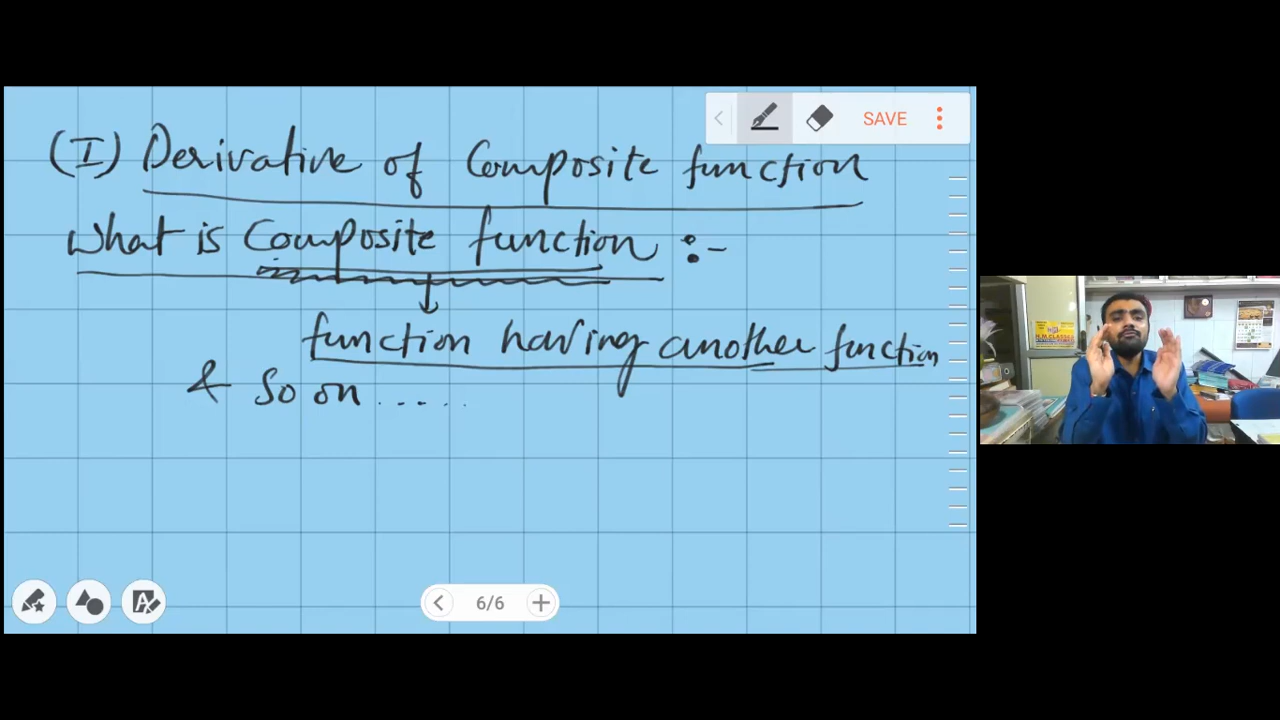 SAVE
(I) Derivative of Composite function
What is Composite function :-
function having another function
& So on .....
6/6